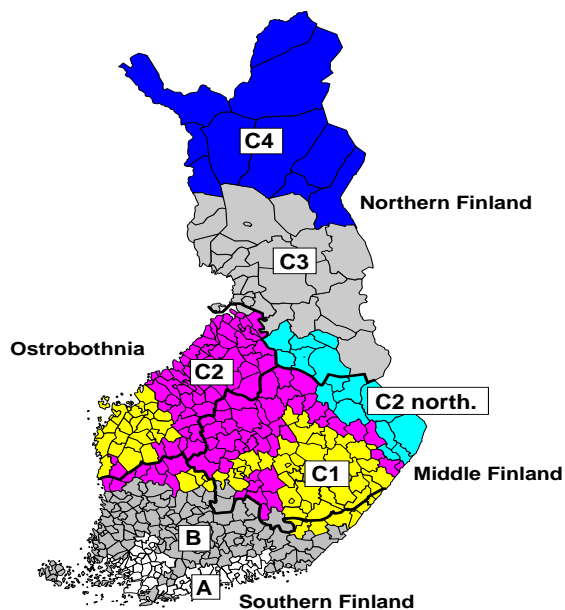 C4
Northern Finland
C3
Ostrobothnia
C2
C2 north.
C1
Middle Finland
B
A
Southern Finland